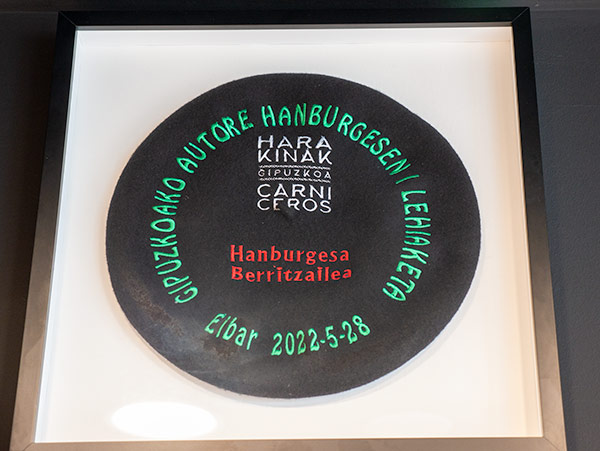 GIPUZKOAKO AUTORE HANBURGESEN I LEHIAKETA
HARA
KINAK
GIPUZKOA
CARNI
CEROS
Hanburgesa
Berritzailea
Eibar 2022-5-28